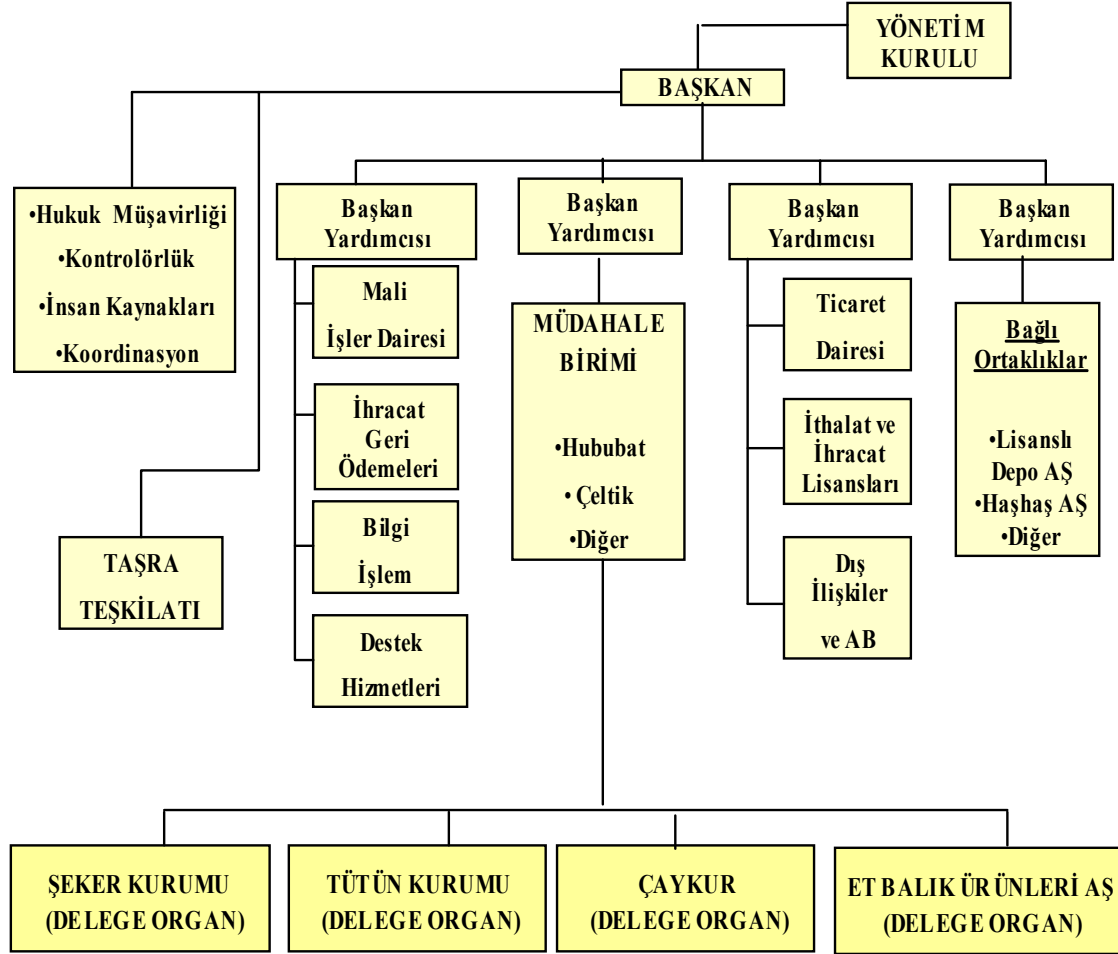 YÖNETİM
KURULU
BAŞKAN
•Hukuk Müşavirliği
•Kontrolörlük
•İnsan Kaynakları
•Koordinasyon
TAŞRA
TEŞKİLATI
Başkan
Yardımcısı
Mali
İşler Dairesi
İhracat
Geri
Ödemeleri
Bilgi
İşlem
Destek
Hizmetleri
Başkan
Yardımcısı
MÜDAHALE
BİRİMİ
•Hububat
•Çeltik
•Diğer
Başkan
Yardımcısı
Ticaret
Dairesi
İthalat ve
İhracat
Lisansları
Dış
İlişkiler
ve AB
Başkan
Yardımcısı
Bağlı
Ortaklıklar
•Lisanslı
Depo AŞ
•Haşhaş AŞ
•Diğer
ŞEKER KURUMU
(DELEGE ORGAN)
TÜTÜN KURUMU
(DELEGE ORGAN)
ÇAYKUR
(DELEGE ORGAN)
ET BALIK ÜRÜNLERİ AŞ
(DELEGE ORGAN)